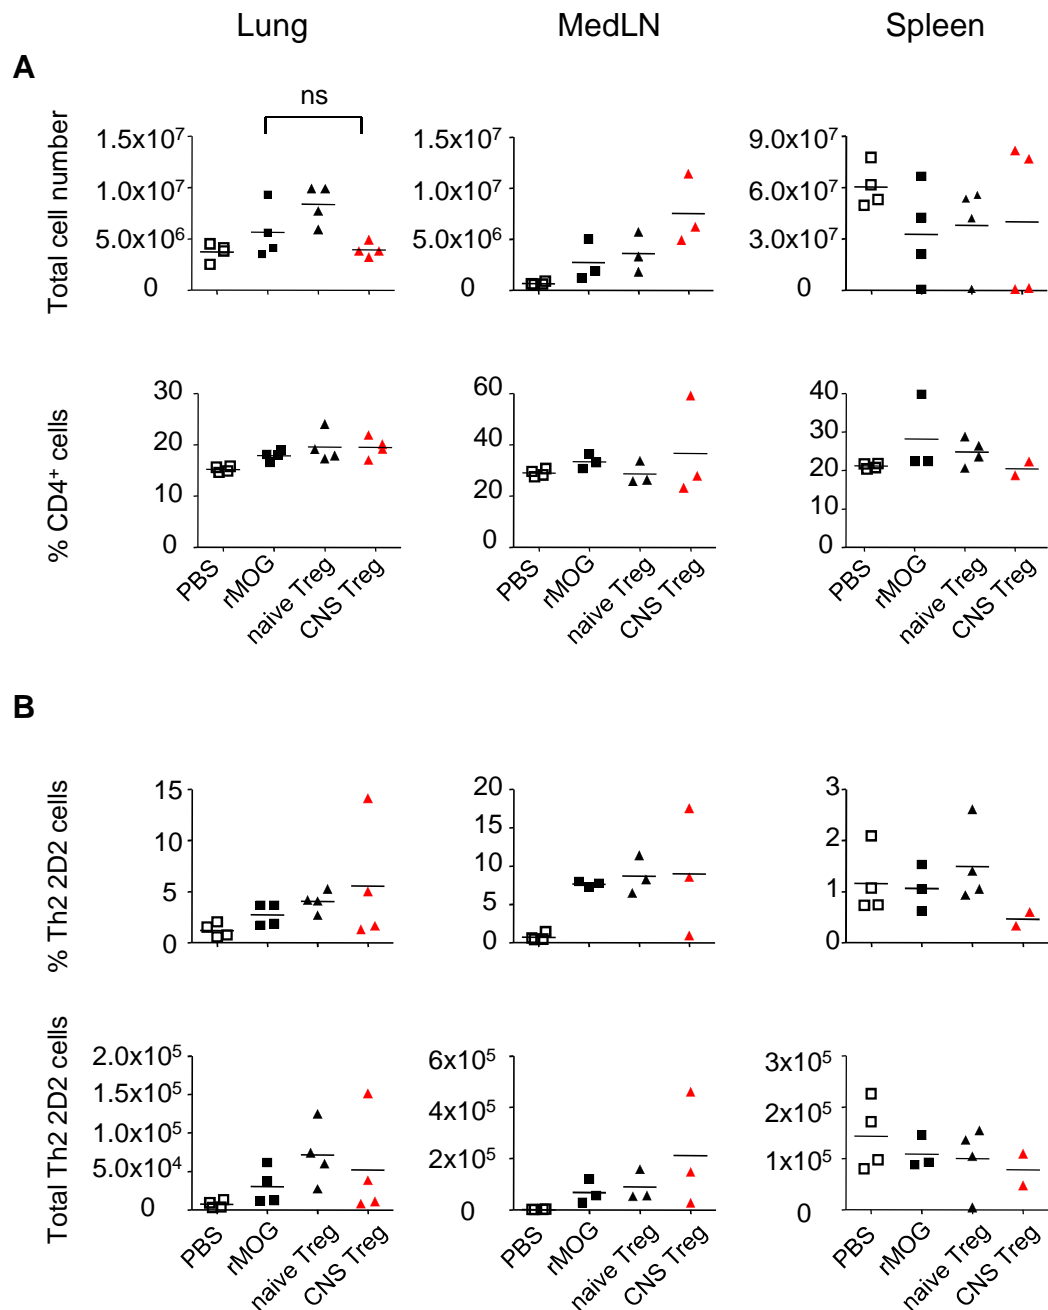 Lung MedLN Spleen
A
ns
Total cell number
1.5x10⁷ 1.5x10⁷ 9.0x10⁷
1.0x10⁷ 1.0x10⁷ 6.0x10⁷
5.0x10⁶ 5.0x10⁶ 3.0x10⁷
0 0 0
% CD4⁺ cells
30 60 40
20 40 30
10 20 20
0 0 10
0
PBS rMOG naive Treg CNS Treg PBS rMOG naive Treg CNS Treg PBS rMOG naive Treg CNS Treg
B
% Th2 2D2 cells
15 20 3
10 15 2
5 10 1
0 5 0
0
Total Th2 2D2 cells
2.0x10⁵ 6x10⁵ 3x10⁵
1.5x10⁵ 4x10⁵ 2x10⁵
1.0x10⁵ 2x10⁵ 1x10⁵
5.0x10⁴ 0 0
0
PBS rMOG naive Treg CNS Treg PBS rMOG naive Treg CNS Treg PBS rMOG naive Treg CNS Treg